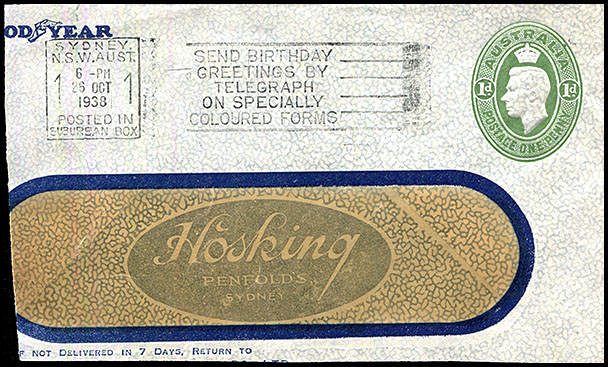 OD YEAR
SYDNEY.
N.S.W.AUST.
6 -PM
1 26 OCT 1
1938
POSTED IN
SUBURBAN BOX
SEND BIRTHDAY
GREETINGS BY
TELEGRAPH
ON SPECIALLY
COLOURED FORMS
AUSTRALIA
1d 1d
POSTAGE ONE PENNY
Hosking
PENFOLD'S
SYDNEY
F NOT DELIVERED IN 7 DAYS, RETURN TO